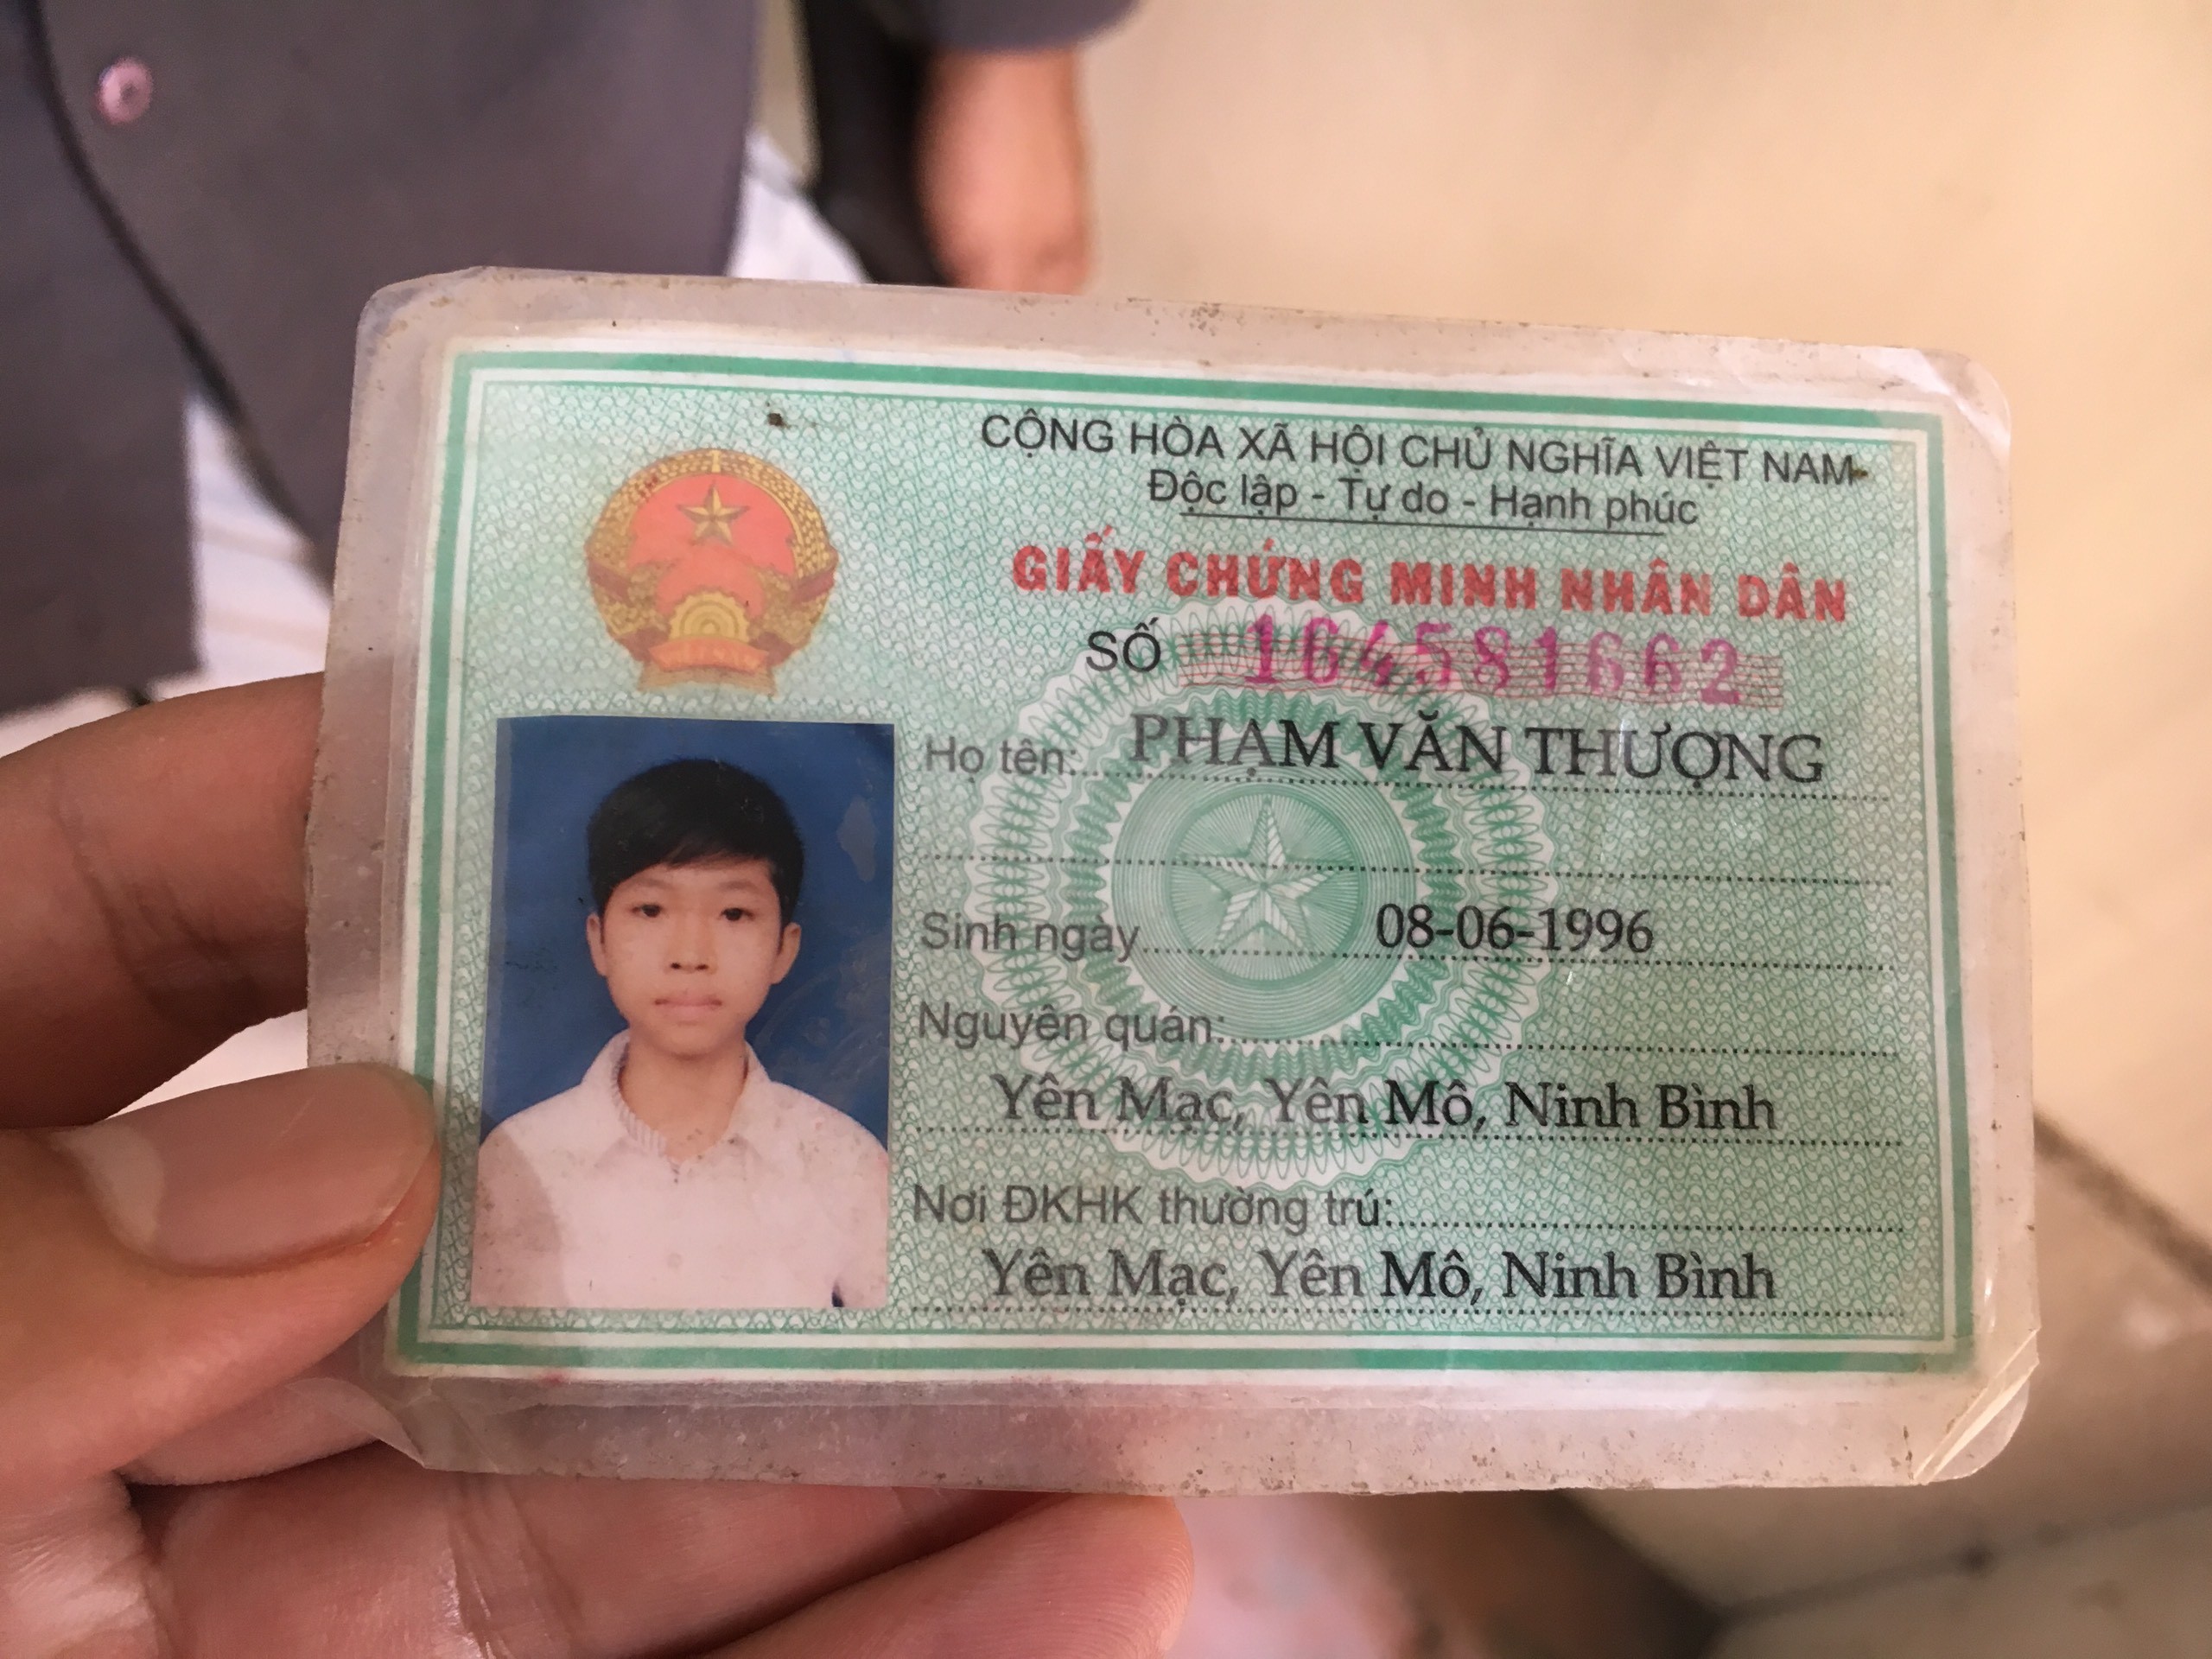 CỘNG HÒA XÃ HỘI CHỦ NGHĨA VIỆT NAM
Độc lập - Tự do - Hạnh phúc
GIẤY CHỨNG MINH NHÂN DÂN
SỐ 164581662
Họ tên: PHẠM VĂN THƯỢNG
Sinh ngày 08-06-1996
Nguyên quán:
Yên Mạc, Yên Mô, Ninh Bình
Nơi ĐKHK thường trú:
Yên Mạc, Yên Mô, Ninh Bình